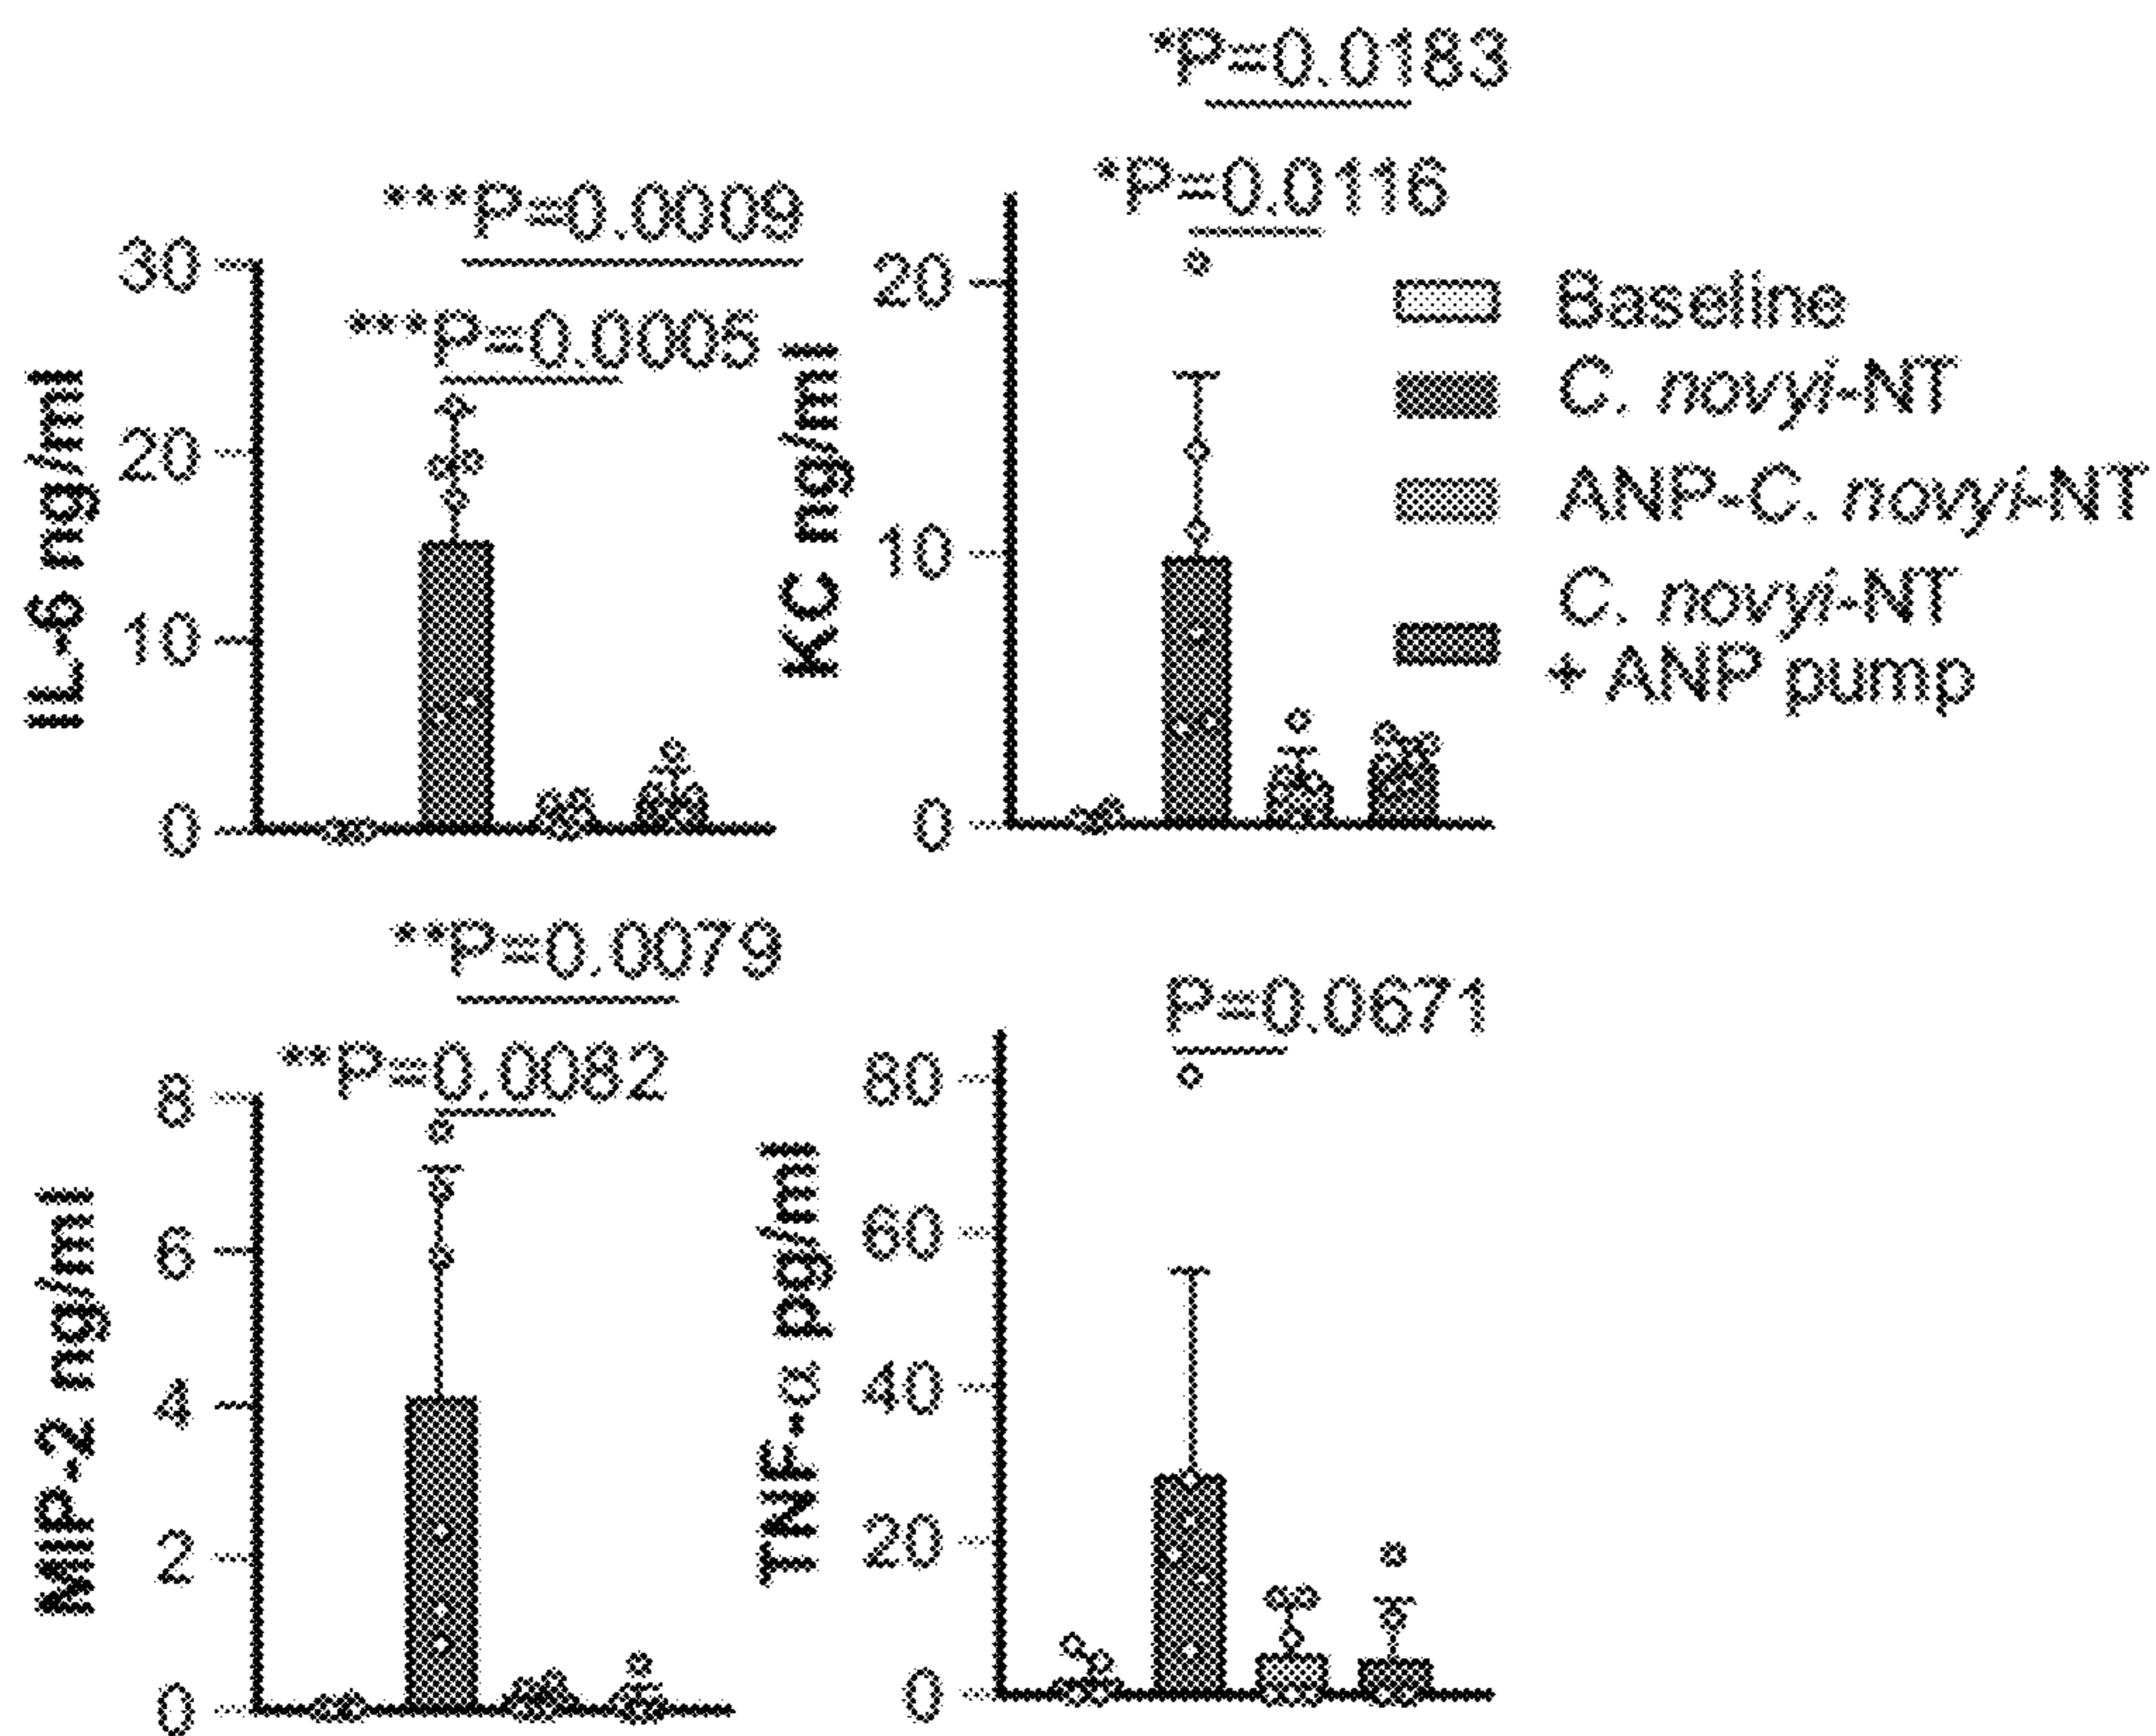 ***P=0.0009
***P=0.0005
IL-6 ng/ml
30
20
10
0
*P=0.0183
*P=0.0116
KC ng/ml
20
10
0
Baseline
C. novyi-NT
ANP-C. novyi-NT
C. novyi-NT
+ ANP pump
**P=0.0079
**P=0.0082
MIP-2 ng/ml
8
6
4
2
0
P=0.0671
TNF-α pg/ml
80
60
40
20
0